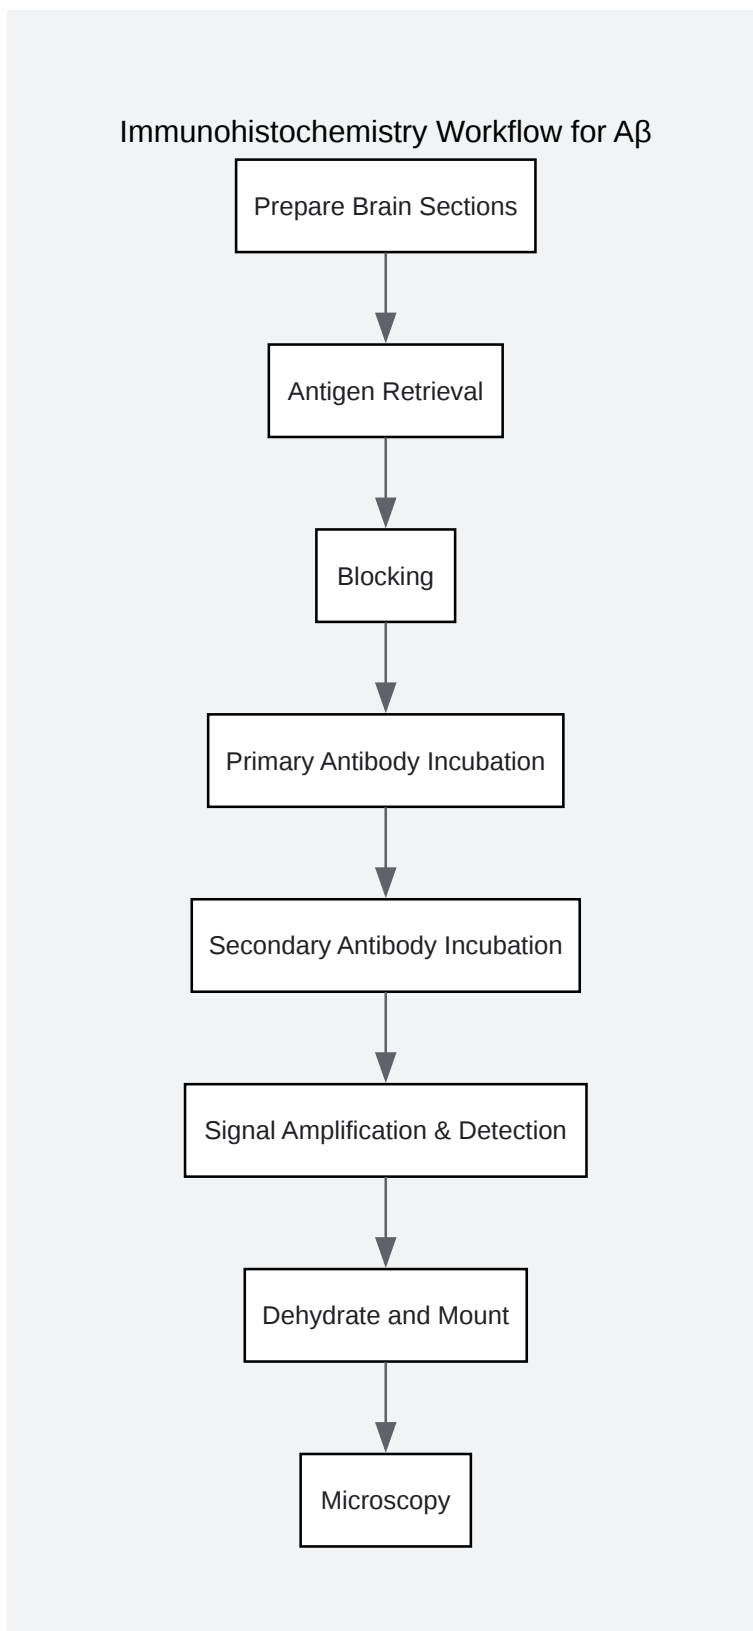 Immunohistochemistry Workflow for Aβ
Prepare Brain Sections
Antigen Retrieval
Blocking
Primary Antibody Incubation
Secondary Antibody Incubation
Signal Amplification & Detection
Dehydrate and Mount
Microscopy